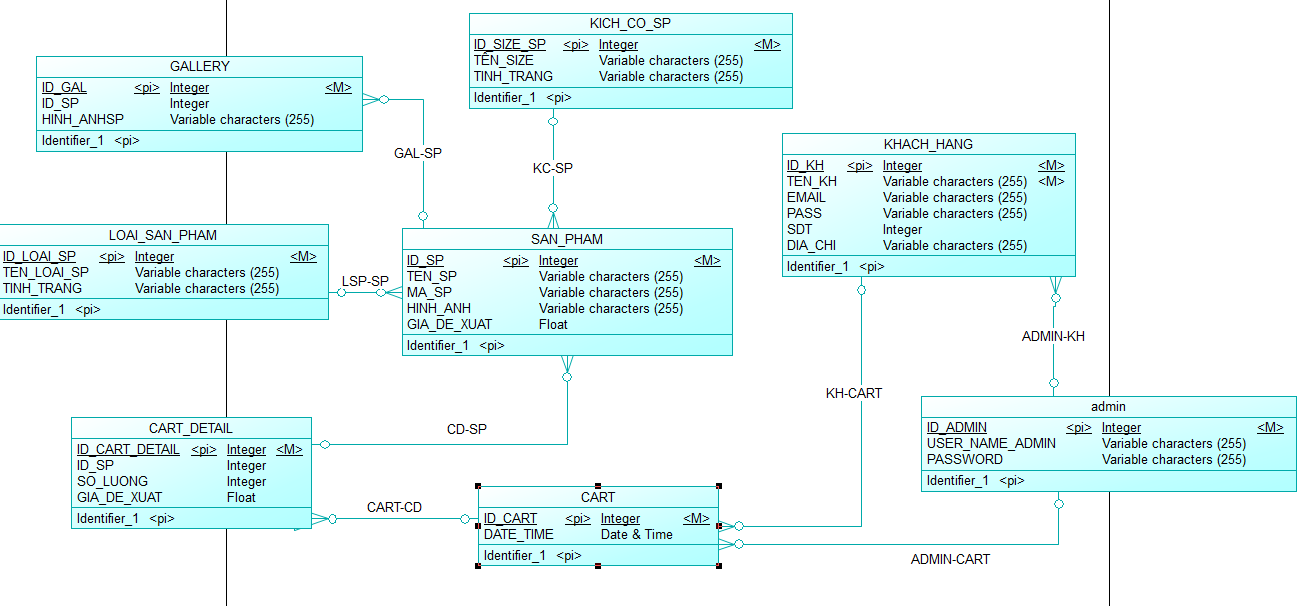 KICH_CO_SP
ID_SIZE_SP <pi> Integer <M>
TÊN_SIZE Variable characters (255)
TINH_TRANG Variable characters (255)
Identifier_1 <pi>
GALLERY
ID_GAL <pi> Integer <M>
ID_SP Integer
HINH_ANHSP Variable characters (255)
Identifier_1 <pi>
GAL-SP
KC-SP
KHACH_HANG
ID_KH <pi> Integer <M>
TEN_KH Variable characters (255) <M>
EMAIL Variable characters (255)
PASS Variable characters (255)
SDT Integer
DIA_CHI Variable characters (255)
Identifier_1 <pi>
LOAI_SAN_PHAM
ID_LOAI_SP <pi> Integer <M>
TEN_LOAI_SP Variable characters (255)
TINH_TRANG Variable characters (255)
Identifier_1 <pi>
LSP-SP
SAN_PHAM
ID_SP <pi> Integer <M>
TEN_SP Variable characters (255)
MA_SP Variable characters (255)
HINH_ANH Variable characters (255)
GIA_DE_XUAT Float
Identifier_1 <pi>
ADMIN-KH
KH-CART
admin
ID_ADMIN <pi> Integer <M>
USER_NAME_ADMIN Variable characters (255)
PASSWORD Variable characters (255)
Identifier_1 <pi>
CART_DETAIL
ID_CART_DETAIL <pi> Integer <M>
ID_SP Integer
SO_LUONG Integer
GIA_DE_XUAT Float
Identifier_1 <pi>
CD-SP
CART-CD
CART
ID_CART <pi> Integer <M>
DATE_TIME Date & Time
Identifier_1 <pi>
ADMIN-CART